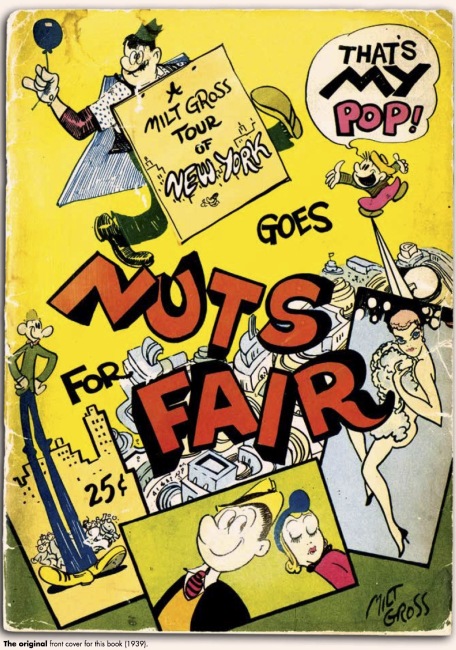 A
MILT GROSS
TOUR
OF
NEW YORK
THAT'S
MY
POP!
GOES
NUTS
FOR
FAIR
25¢
MILT
GROSS
The original front cover for this book (1939).